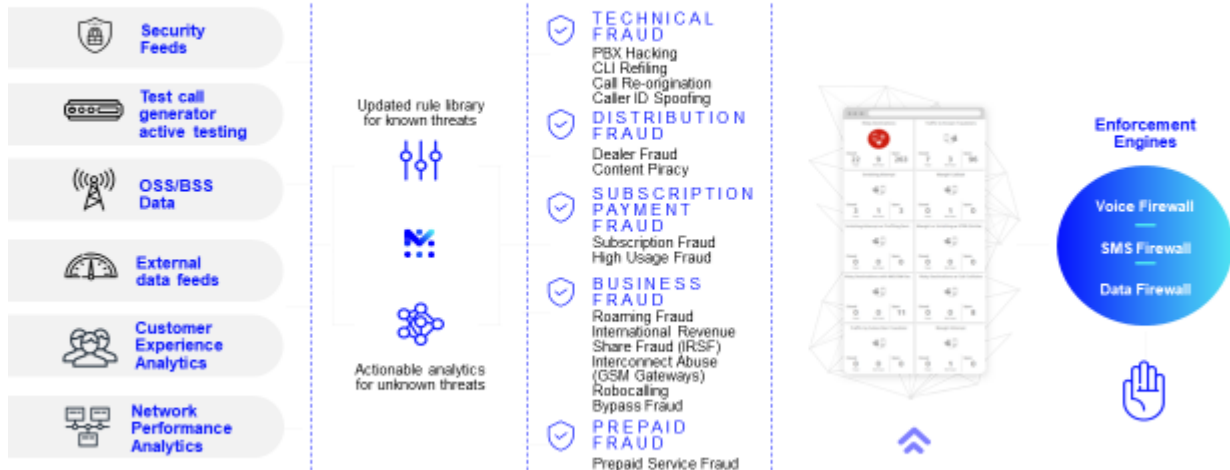 Security
Feeds
Test call
generator
active testing
OSS/BSS
Data
External
data feeds
Customer
Experience
Analytics
Network
Performance
Analytics
Updated rule library
for known threats
Actionable analytics
for unknown threats
TECHNICAL
FRAUD
PBX Hacking
CLI Refiling
Call Re-origination
Caller ID Spoofing
DISTRIBUTION
FRAUD
Dealer Fraud
Content Piracy
SUBSCRIPTION
PAYMENT
FRAUD
Subscription Fraud
High Usage Fraud
BUSINESS
FRAUD
Roaming Fraud
International Revenue
Share Fraud (IRSF)
Interconnect Abuse
(GSM Gateways)
Robocalling
Bypass Fraud
PREPAID
FRAUD
Prepaid Service Fraud
Enforcement
Engines
Voice Firewall
SMS Firewall
Data Firewall